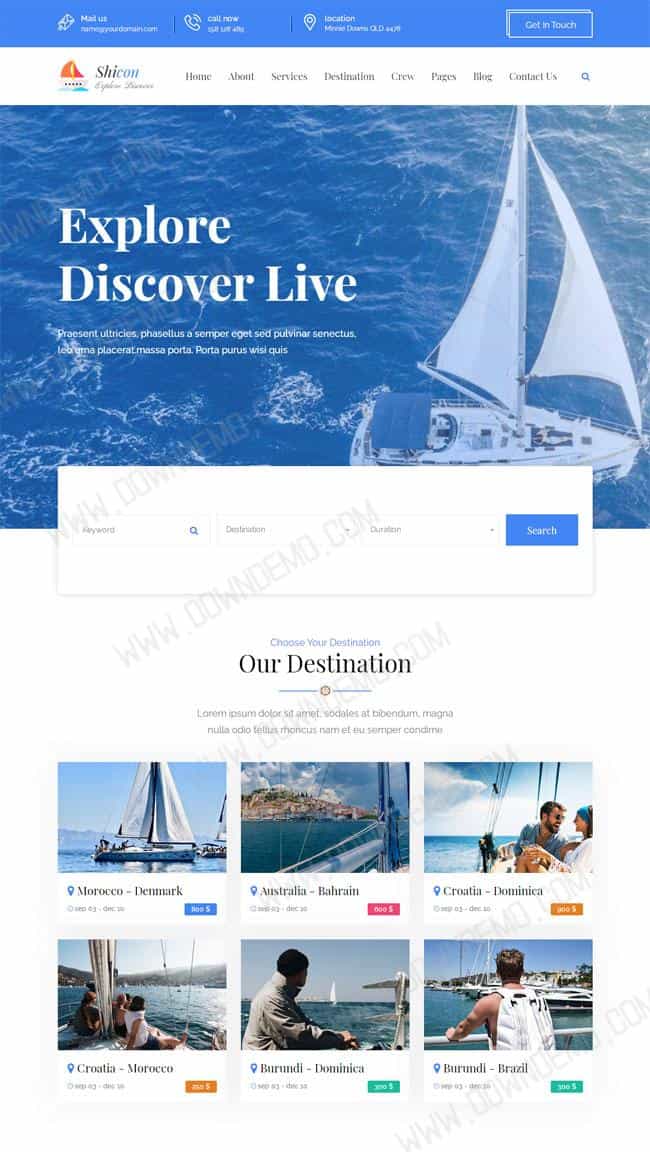 Mail us
name@yourdomain.com
call now
158 128 485
location
Minnie Downs QLD 4478
Get In Touch
Shicon
Explore Discover
Home
About
Services
Destination
Crew
Pages
Blog
Contact Us
Explore
Discover Live
Praesent ultricies, phasellus a semper eget sed pulvinar senectus,
leo urna placerat massa porta. Porta purus wisi quis
Keyword
Destination
Duration
Search
Choose Your Destination
Our Destination
Lorem ipsum dolor sit amet, sodales at bibendum, magna
nulla odio tellus rhoncus nam et eu semper condime
Morocco - Denmark
sep 03 - dec 10
800 $
Australia - Bahrain
sep 03 - dec 10
600 $
Croatia - Dominica
sep 03 - dec 10
900 $
Croatia - Morocco
sep 03 - dec 10
250 $
Burundi - Dominica
sep 03 - dec 10
300 $
Burundi - Brazil
sep 03 - dec 10
300 $
WWW.DOWNDEMO.COM